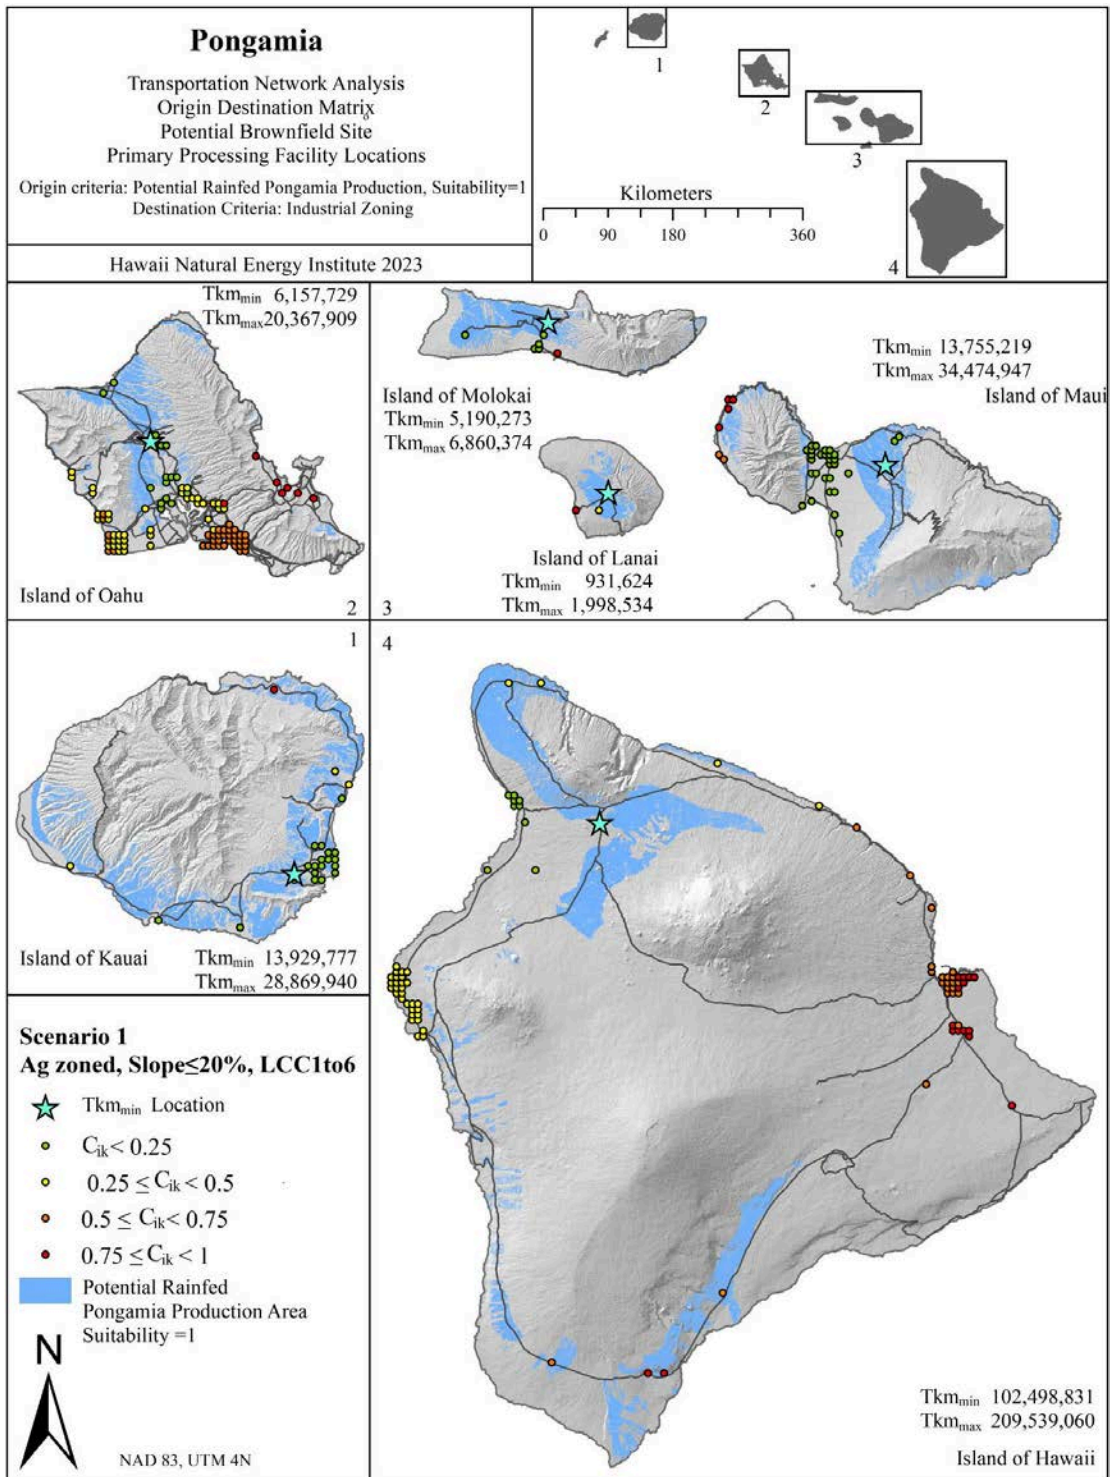 Pongamia
Transportation Network Analysis
Origin Destination Matrix
Potential Brownfield Site
Primary Processing Facility Locations
Origin criteria: Potential Rainfed Pongamia Production, Suitability=1
Destination Criteria: Industrial Zoning
Hawaii Natural Energy Institute 2023
1
2
3
4
Kilometers
0 90 180 360
Tkmmin 6,157,729
Tkmmax 20,367,909
Island of Oahu
2
Island of Molokai
Tkmmin 5,190,273
Tkmmax 6,860,374
Island of Lanai
Tkmmin 931,624
Tkmmax 1,998,534
Tkmmin 13,755,219
Tkmmax 34,474,947
Island of Maui
3
1
Island of Kauai
Tkmmin 13,929,777
Tkmmax 28,869,940
4
Tkmmin 102,498,831
Tkmmax 209,539,060
Island of Hawaii
Scenario 1
Ag zoned, Slope≤20%, LCC1to6
Tkmmin Location
Cik < 0.25
0.25 ≤ Cik < 0.5
0.5 ≤ Cik < 0.75
0.75 ≤ Cik < 1
Potential Rainfed
Pongamia Production Area
Suitability =1
N
NAD 83, UTM 4N